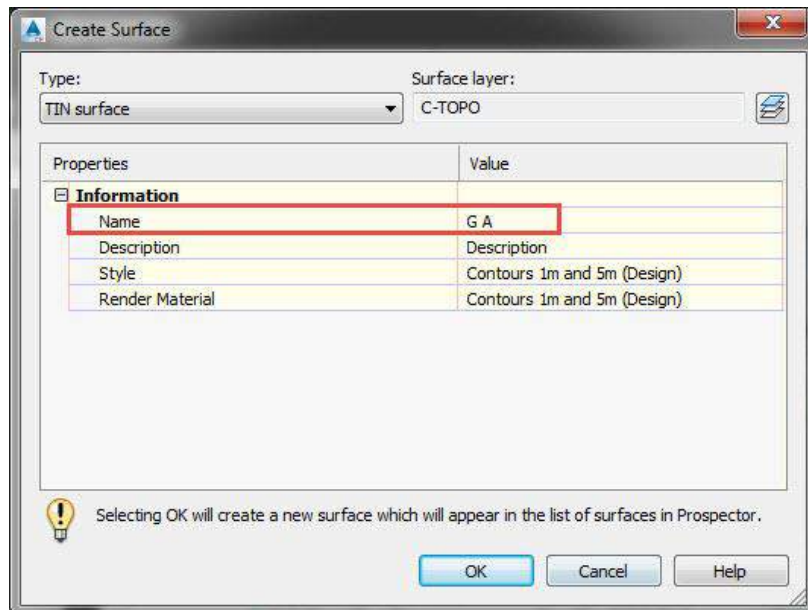 Create Surface
Type:
Surface layer:
TIN surface
C-TOPO
Properties
Value
Information
Name
G A
Description
Description
Style
Contours 1m and 5m (Design)
Render Material
Contours 1m and 5m (Design)
Selecting OK will create a new surface which will appear in the list of surfaces in Prospector.
OK
Cancel
Help